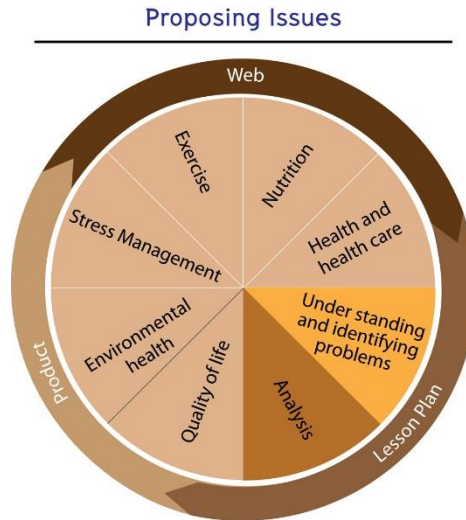 Proposing Issues
Web
Exercise
Nutrition
Stress Management
Health and
health care
Environmental
health
Under standing
and identifying
problems
Quality of life
Analysis
Product
Lesson Plan